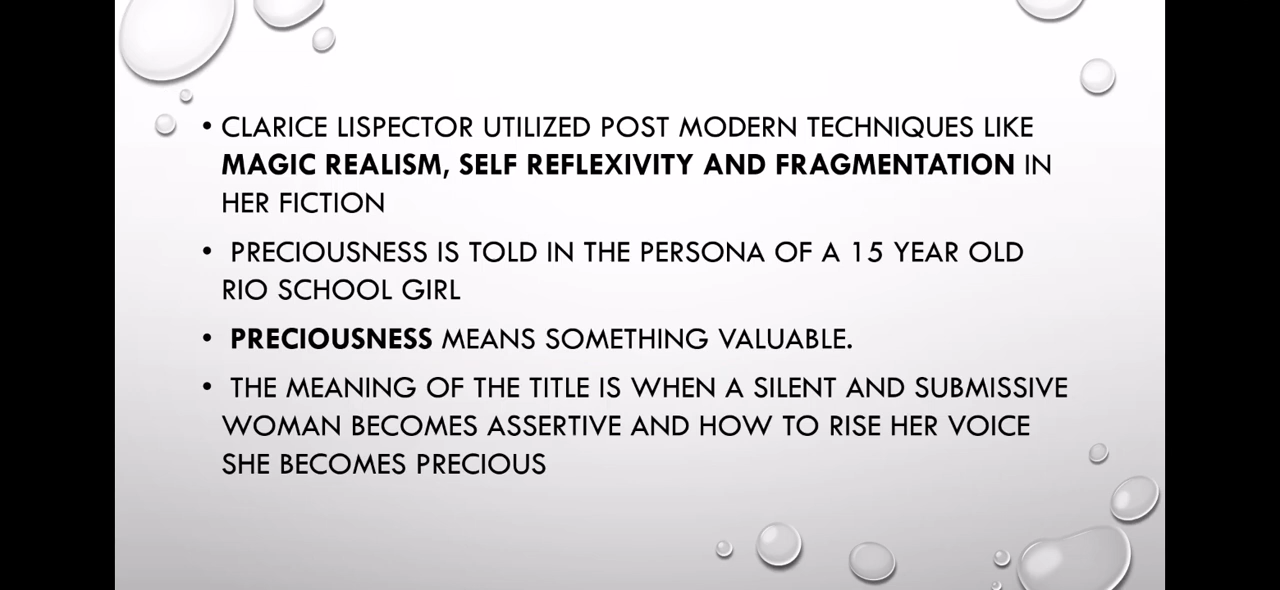 • CLARICE LISPECTOR UTILIZED POST MODERN TECHNIQUES LIKE
MAGIC REALISM, SELF REFLEXIVITY AND FRAGMENTATION IN
HER FICTION
• PRECIOUSNESS IS TOLD IN THE PERSONA OF A 15 YEAR OLD
RIO SCHOOL GIRL
• PRECIOUSNESS MEANS SOMETHING VALUABLE.
• THE MEANING OF THE TITLE IS WHEN A SILENT AND SUBMISSIVE
WOMAN BECOMES ASSERTIVE AND HOW TO RISE HER VOICE
SHE BECOMES PRECIOUS